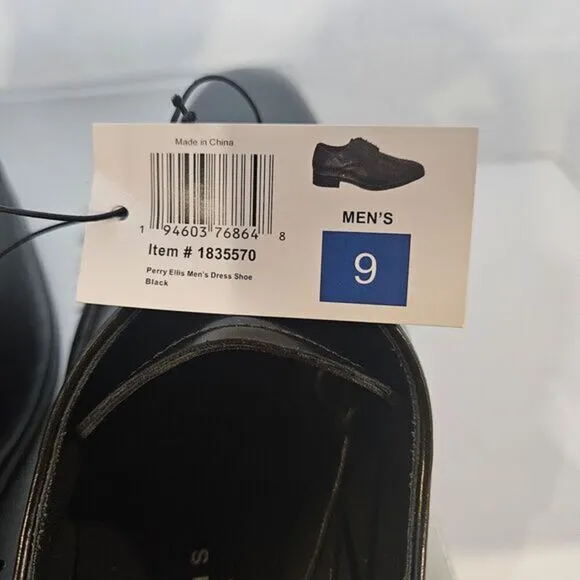 Made in China
1 94603 76864 8
Item # 1835570
Perry Ellis Men's Dress Shoe
Black
MEN'S
9